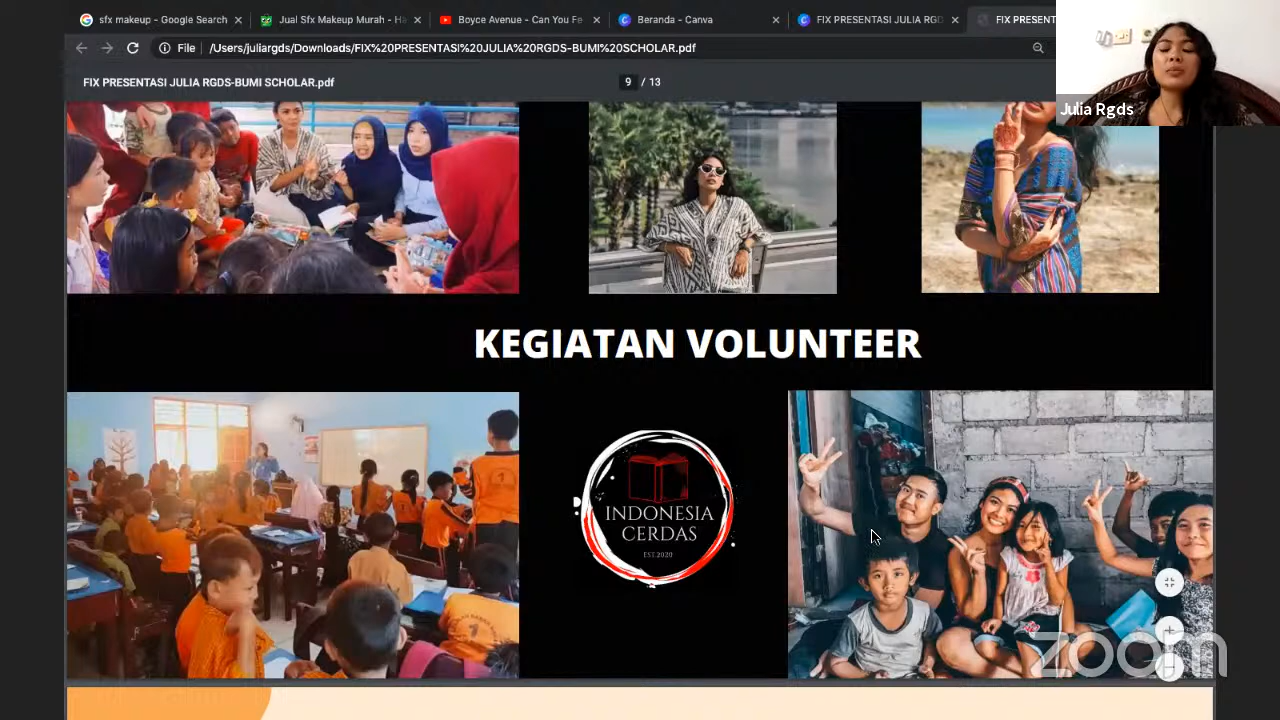 sfx makeup - Google Search
Jual Sfx Makeup Murah - Ha
Boyce Avenue - Can You Fe
Beranda - Canva
FIX PRESENTASI JULIA RGD
FIX PRESENT
File
/Users/juliargds/Downloads/FIX%20PRESENTASI%20JULIA%20RGDS-BUMI%20SCHOLAR.pdf
FIX PRESENTASI JULIA RGDS-BUMI SCHOLAR.pdf
9 / 13
Julia Rgds
KEGIATAN VOLUNTEER
INDONESIA
CERDAS
EST.2020
zoom